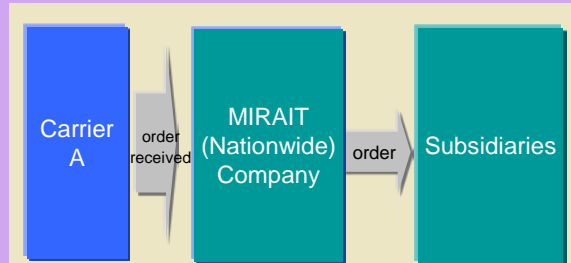 Carrier
A
order
received
MIRAIT
(Nationwide)
Company
order
Subsidiaries